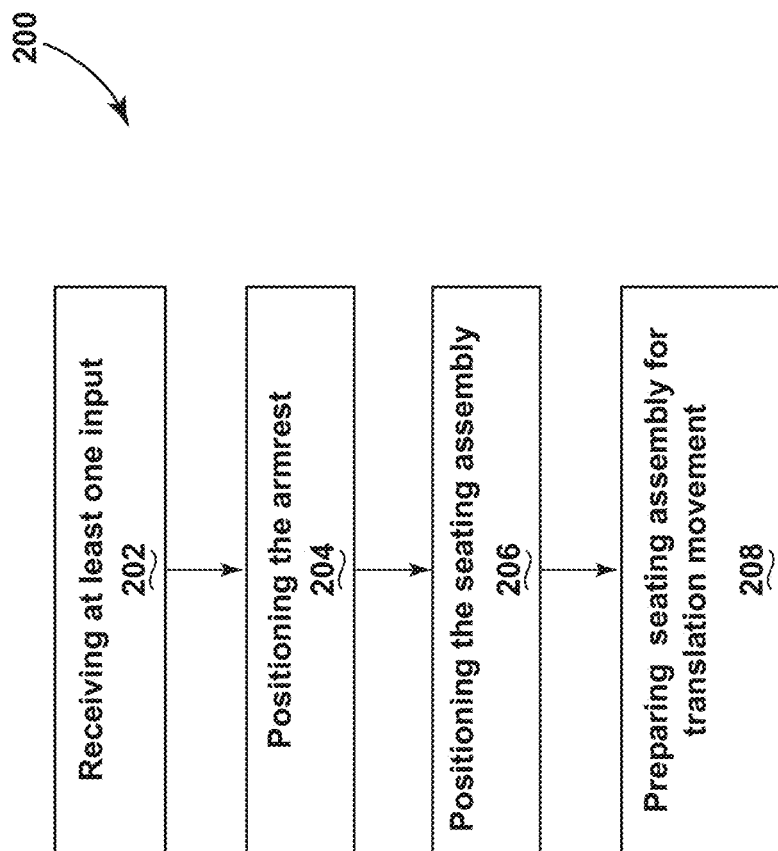 200
Receiving at least one input
202
Positioning the armrest
204
Positioning the seating assembly
206
Preparing seating assembly for
translation movement
208